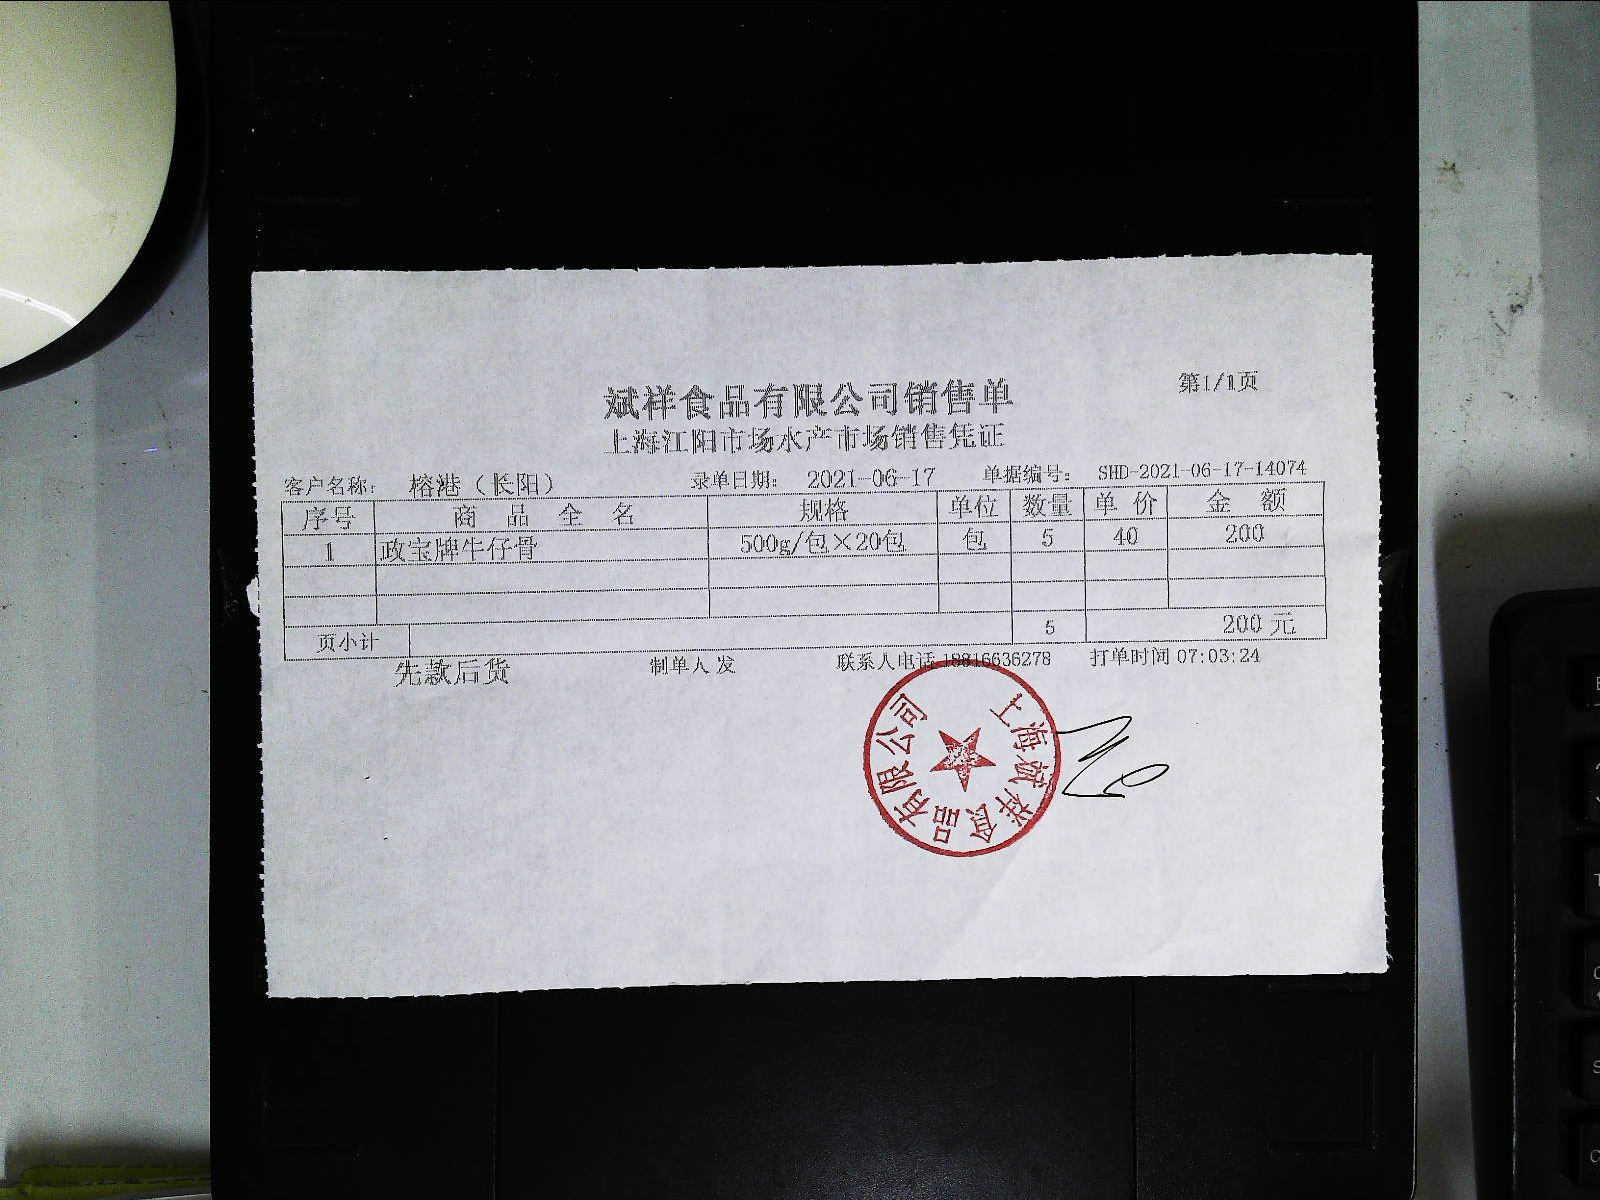 第1/1页
斌祥食品有限公司销售单
上海江阳市场水产市场销售凭证
客户名称： 榕港（长阳） 录单日期： 2021-06-17 单据编号： SHD-2021-06-17-14074
序号 商品全名 规格 单位 数量 单价 金额
1 政宝牌牛仔骨 500g/包×20包 包 5 40 200
页小计 5 200 元
先款后货 制单人 发 联系人电话 18816636278 打单时间 07:03:24
上海斌祥食品有限公司